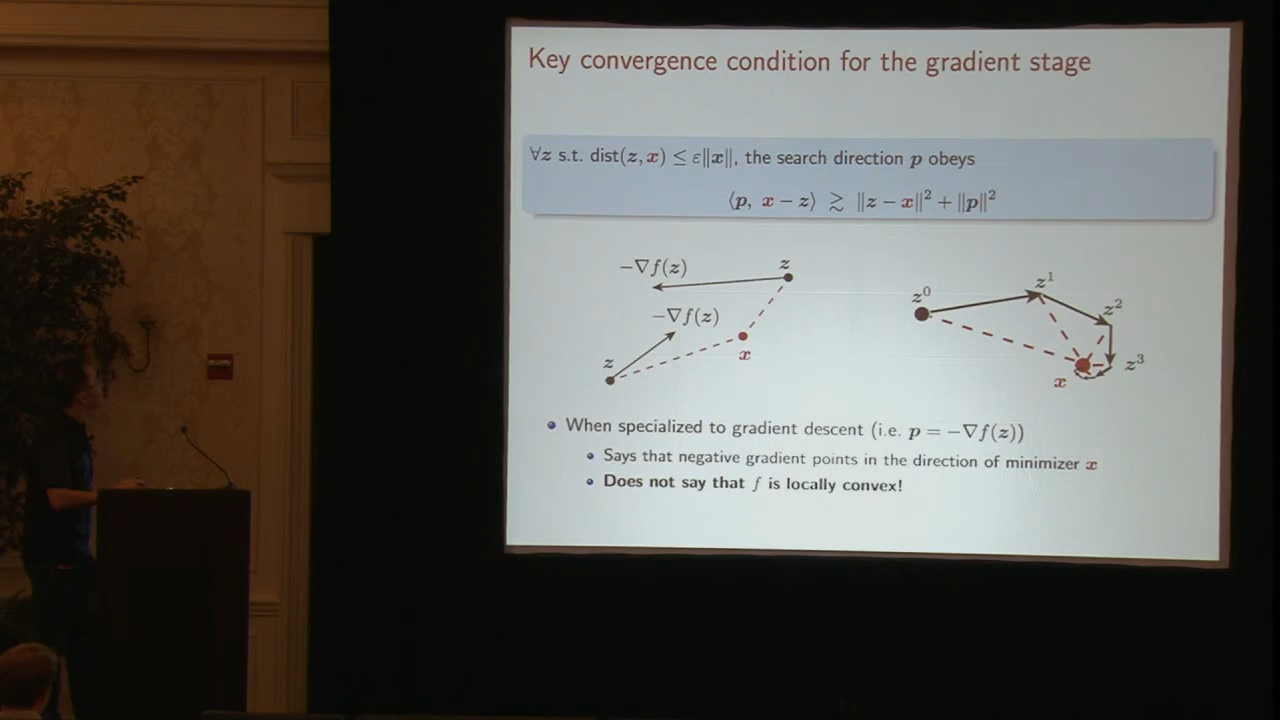 Key convergence condition for the gradient stage
∀z s.t. dist(z, x) ≤ ε‖x‖, the search direction p obeys
⟨p, x − z⟩ ≳ ‖z − x‖² + ‖p‖²
−∇f(z)
z
−∇f(z)
z
x
z⁰
z¹
z²
z³
x
When specialized to gradient descent (i.e. p = −∇f(z))
Says that negative gradient points in the direction of minimizer x
Does not say that f is locally convex!